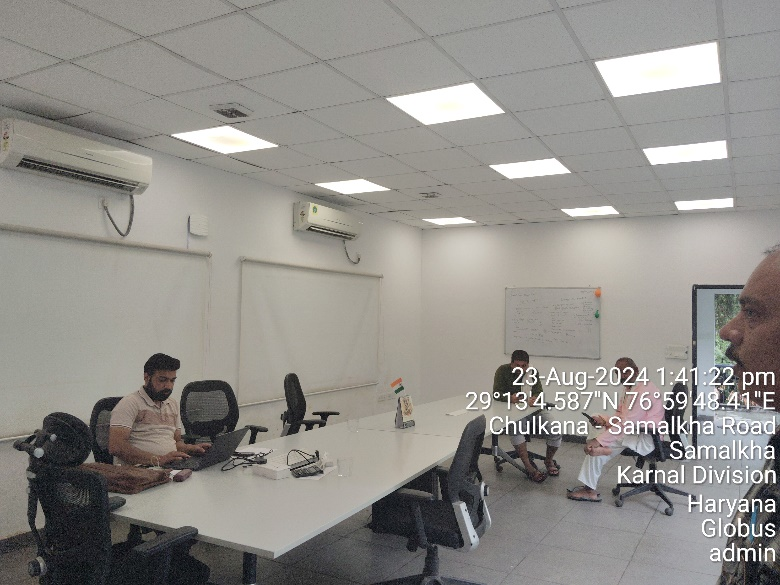 23-Aug-2024 1:41:22 pm
29°13'4.587"N 76°59'48.41"E
Chulkana - Samalkha Road
Samalkha
Karnal Division
Haryana
Globus
admin